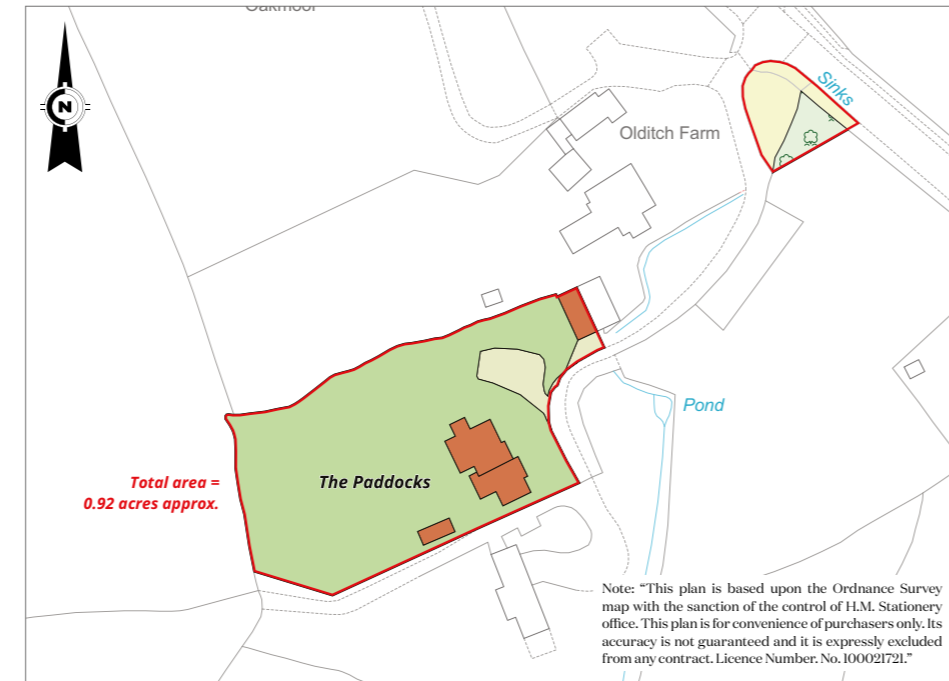 Oakmoor
N
Sinks
Olditch Farm
Pond
Total area =
0.92 acres approx.
The Paddocks
Note: “This plan is based upon the Ordnance Survey
map with the sanction of the control of H.M. Stationery
office. This plan is for convenience of purchasers only. Its
accuracy is not guaranteed and it is expressly excluded
from any contract. Licence Number. No. 100021721.”